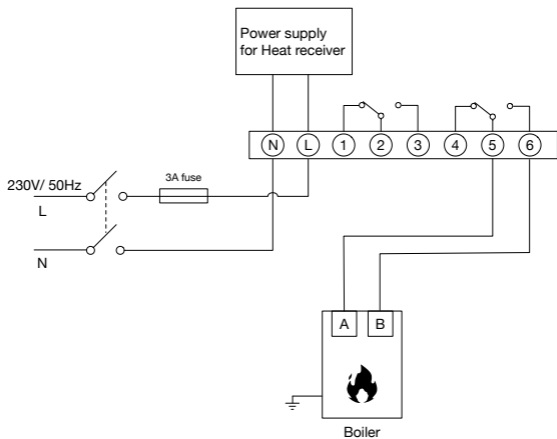 Power supply
for Heat receiver
N L 1 2 3 4 5 6
230V/ 50Hz
3A fuse
L
N
A B
Boiler